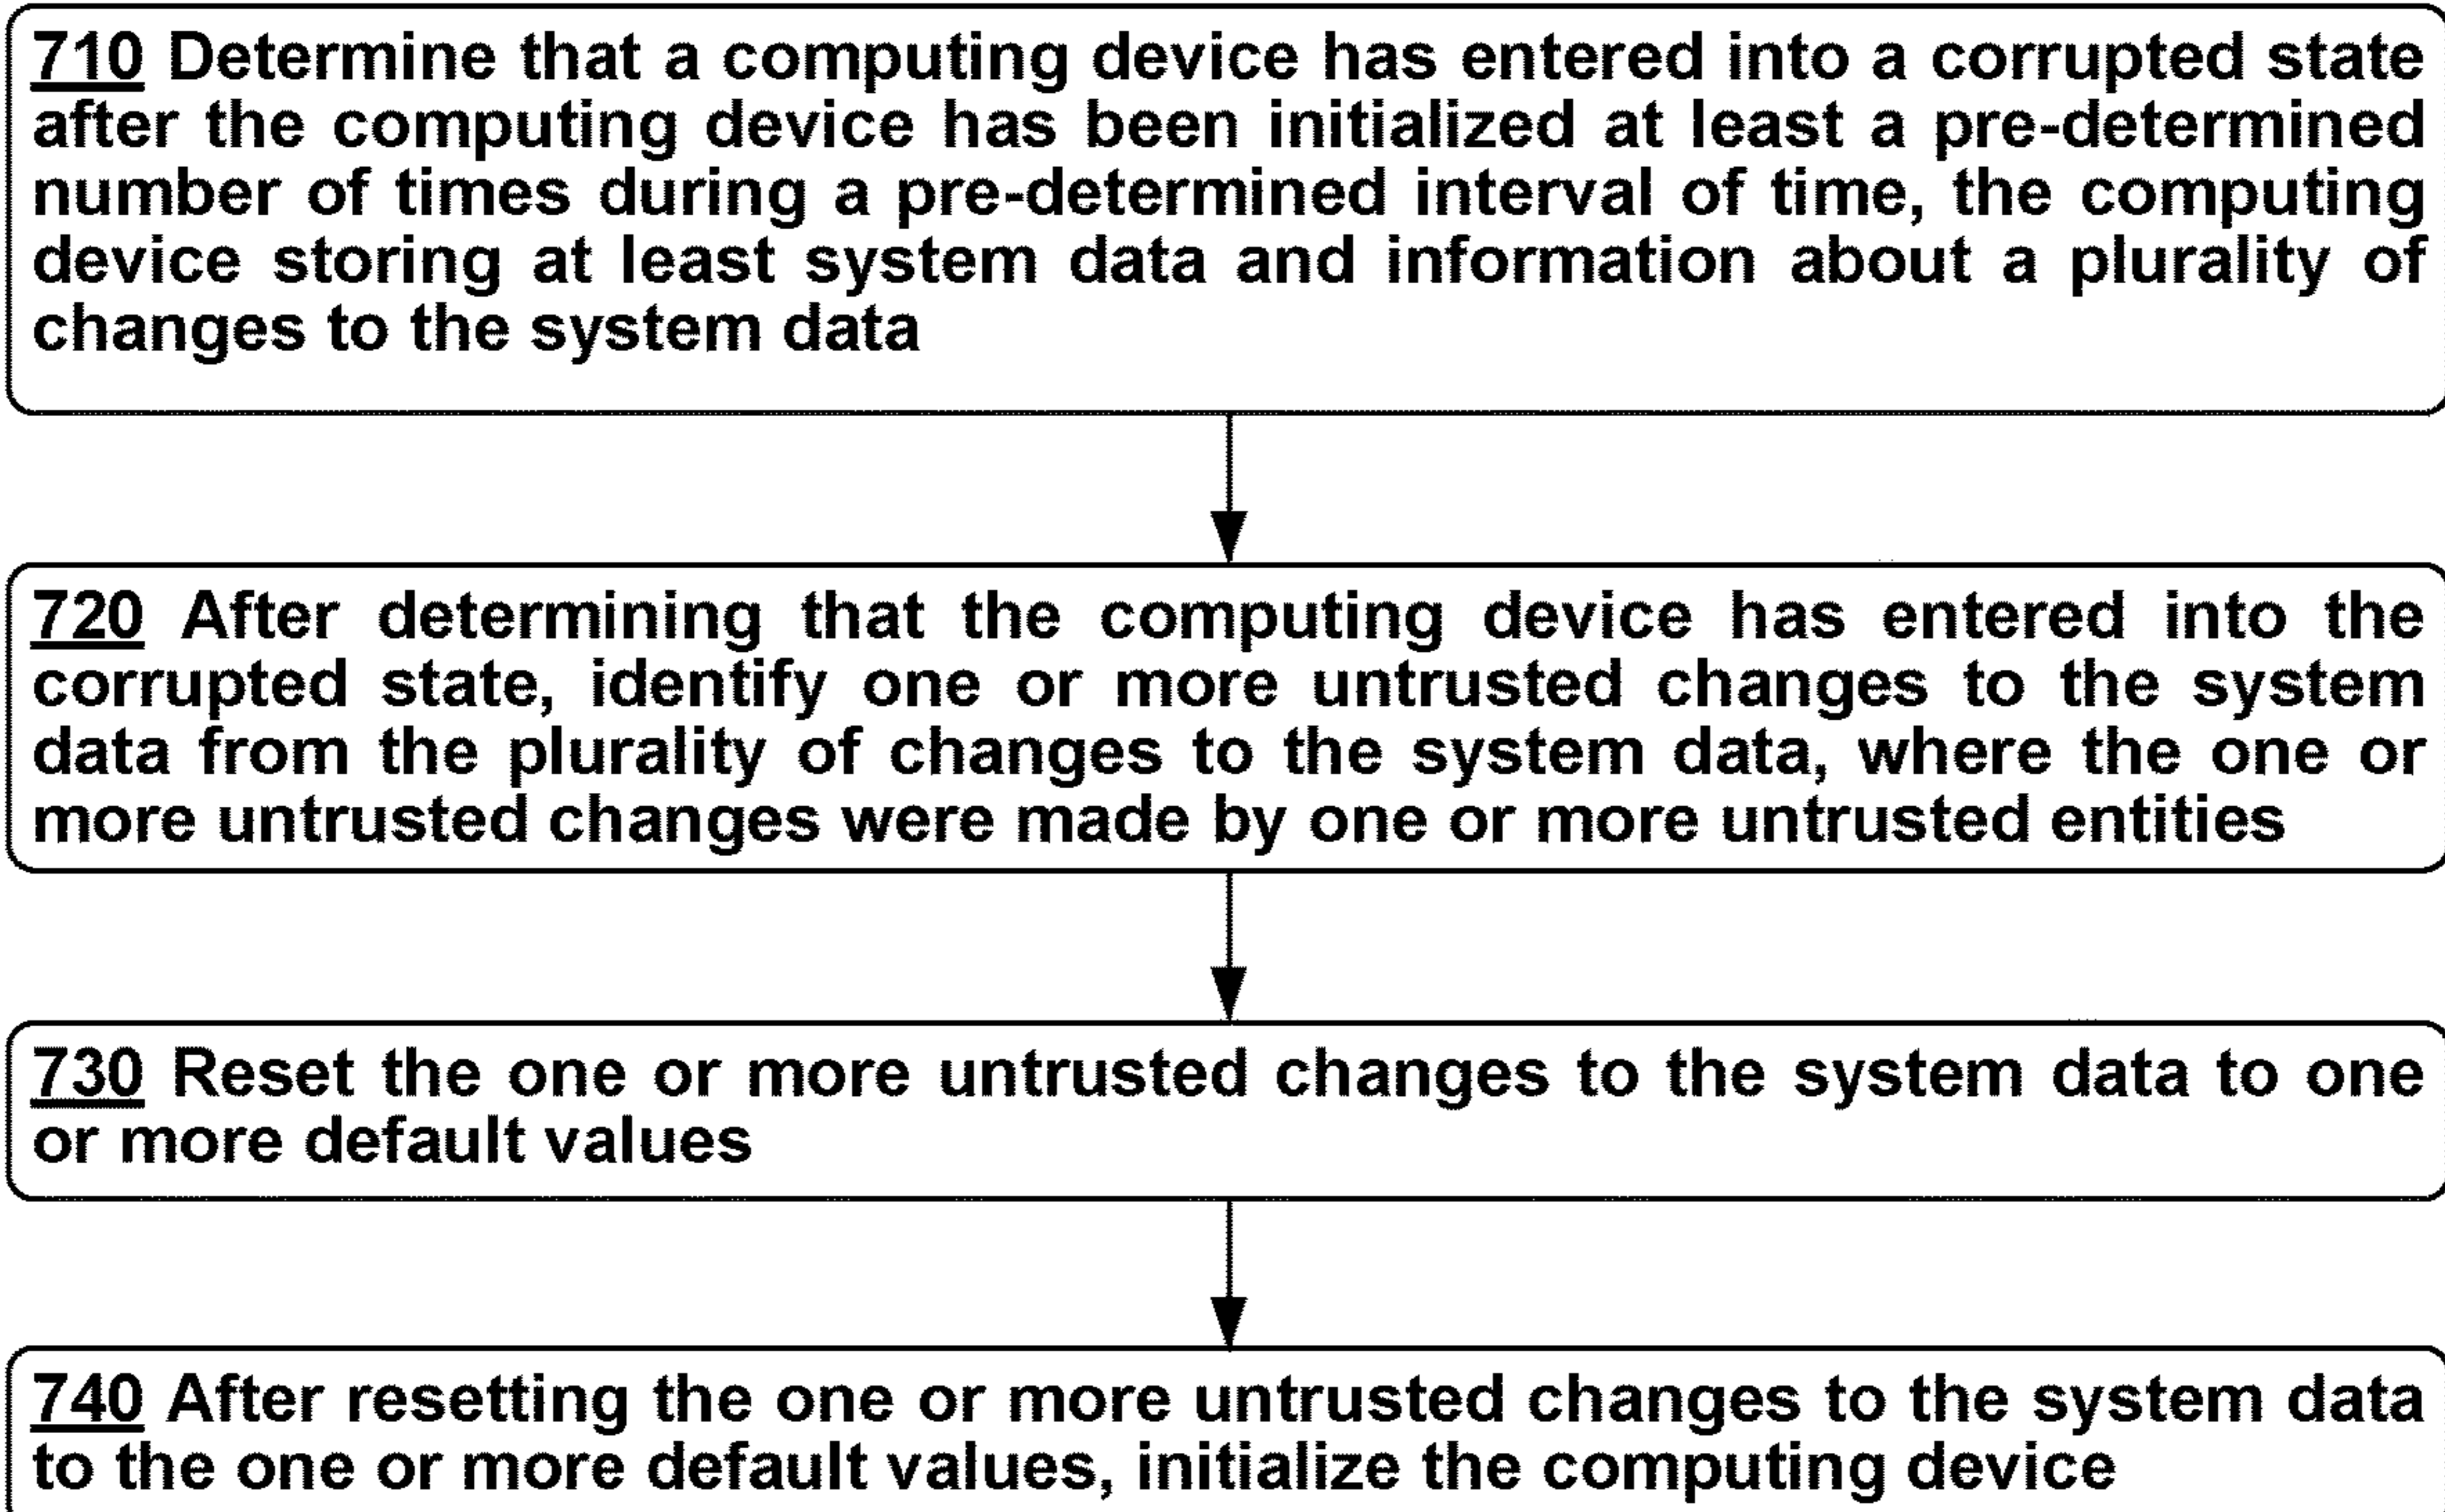 710 Determine that a computing device has entered into a corrupted state
after the computing device has been initialized at least a pre-determined
number of times during a pre-determined interval of time, the computing
device storing at least system data and information about a plurality of
changes to the system data
720 After determining that the computing device has entered into the
corrupted state, identify one or more untrusted changes to the system
data from the plurality of changes to the system data, where the one or
more untrusted changes were made by one or more untrusted entities
730 Reset the one or more untrusted changes to the system data to one
or more default values
740 After resetting the one or more untrusted changes to the system data
to the one or more default values, initialize the computing device